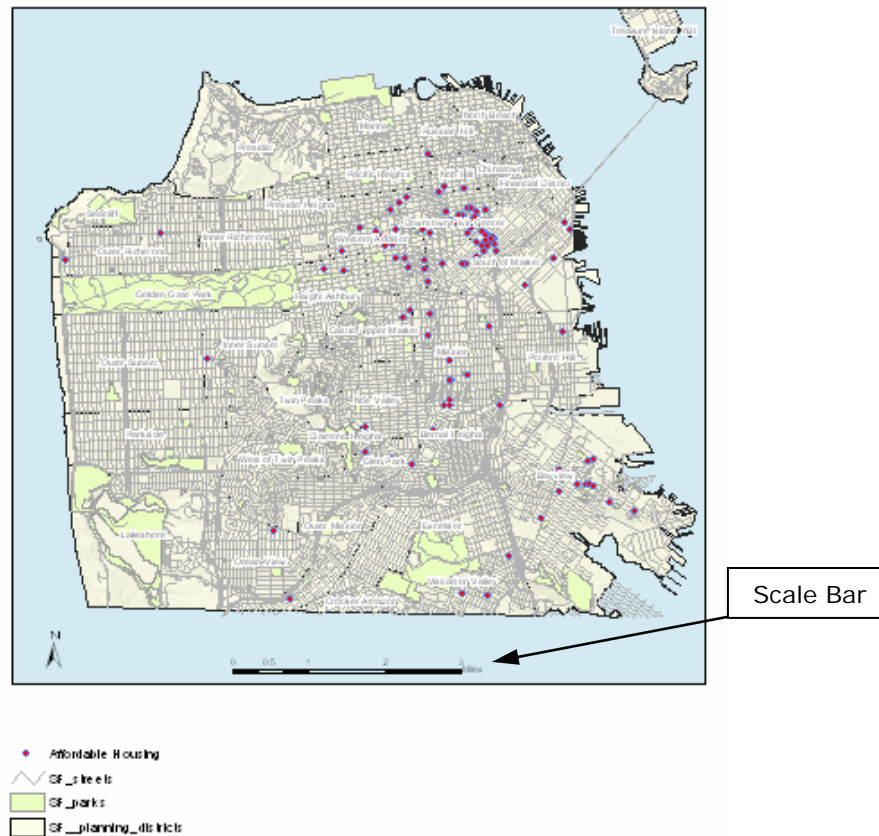 Treasure Island/YBI
North Beach
Marina
Russian Hill
Presidio
Chinatown
Pacific Heights
Nob Hill
Financial District
Presidio Heights
Seacliff
Inner Richmond
Western Addition
Outer Richmond
South of Market
Golden Gate Park
Haight Ashbury
Castro/Upper Market
Inner Sunset
Mission
Potrero Hill
Outer Sunset
Twin Peaks
Noe Valley
Parkside
Diamond Heights
Bernal Heights
West of Twin Peaks
Glen Park
Bayview
Outer Mission
Excelsior
Lakeshore
Ocean View
Visitacion Valley
Crocker Amazon
Scale Bar
N
0 0.5 1 2 3
Miles
Affordable Housing
SF_streets
SF_parks
SF__planning_districts